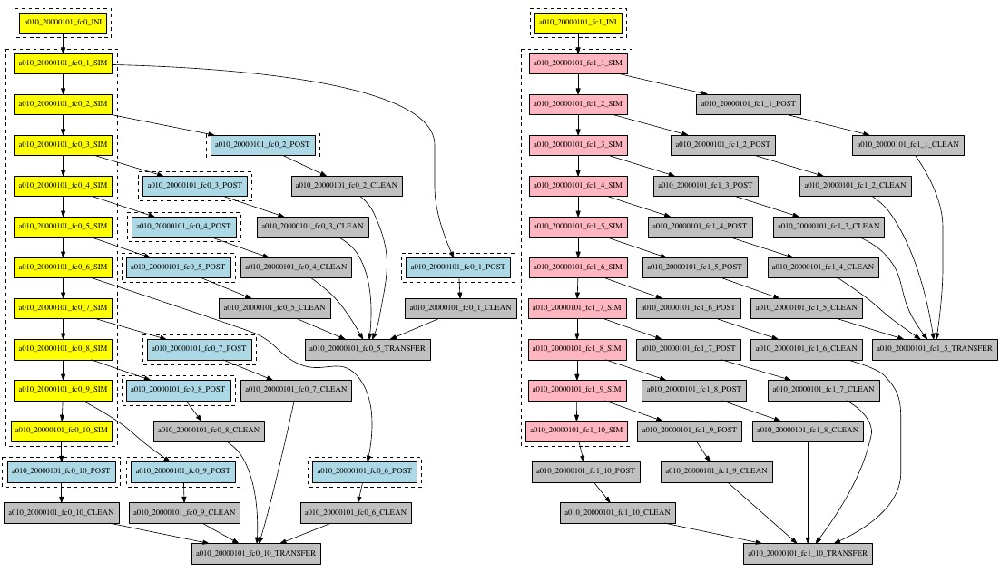 a010_20000101_fc0_INI
a010_20000101_fc1_INI
a010_20000101_fc0_1_SIM
a010_20000101_fc1_1_SIM
a010_20000101_fc0_2_SIM
a010_20000101_fc1_2_SIM
a010_20000101_fc1_1_POST
a010_20000101_fc0_3_SIM
a010_20000101_fc0_2_POST
a010_20000101_fc1_3_SIM
a010_20000101_fc1_2_POST
a010_20000101_fc1_1_CLEAN
a010_20000101_fc0_4_SIM
a010_20000101_fc0_3_POST
a010_20000101_fc0_2_CLEAN
a010_20000101_fc1_4_SIM
a010_20000101_fc1_3_POST
a010_20000101_fc1_2_CLEAN
a010_20000101_fc0_5_SIM
a010_20000101_fc0_4_POST
a010_20000101_fc0_3_CLEAN
a010_20000101_fc1_5_SIM
a010_20000101_fc1_4_POST
a010_20000101_fc1_3_CLEAN
a010_20000101_fc0_6_SIM
a010_20000101_fc0_5_POST
a010_20000101_fc0_4_CLEAN
a010_20000101_fc0_1_POST
a010_20000101_fc1_6_SIM
a010_20000101_fc1_5_POST
a010_20000101_fc1_4_CLEAN
a010_20000101_fc0_7_SIM
a010_20000101_fc0_5_CLEAN
a010_20000101_fc0_1_CLEAN
a010_20000101_fc1_7_SIM
a010_20000101_fc1_6_POST
a010_20000101_fc1_5_CLEAN
a010_20000101_fc0_8_SIM
a010_20000101_fc0_7_POST
a010_20000101_fc0_5_TRANSFER
a010_20000101_fc1_8_SIM
a010_20000101_fc1_7_POST
a010_20000101_fc1_6_CLEAN
a010_20000101_fc1_5_TRANSFER
a010_20000101_fc0_9_SIM
a010_20000101_fc0_8_POST
a010_20000101_fc0_7_CLEAN
a010_20000101_fc1_9_SIM
a010_20000101_fc1_8_POST
a010_20000101_fc1_7_CLEAN
a010_20000101_fc0_10_SIM
a010_20000101_fc0_8_CLEAN
a010_20000101_fc1_10_SIM
a010_20000101_fc1_9_POST
a010_20000101_fc1_8_CLEAN
a010_20000101_fc0_10_POST
a010_20000101_fc0_9_POST
a010_20000101_fc0_6_POST
a010_20000101_fc1_10_POST
a010_20000101_fc1_9_CLEAN
a010_20000101_fc0_10_CLEAN
a010_20000101_fc0_9_CLEAN
a010_20000101_fc0_6_CLEAN
a010_20000101_fc1_10_CLEAN
a010_20000101_fc0_10_TRANSFER
a010_20000101_fc1_10_TRANSFER